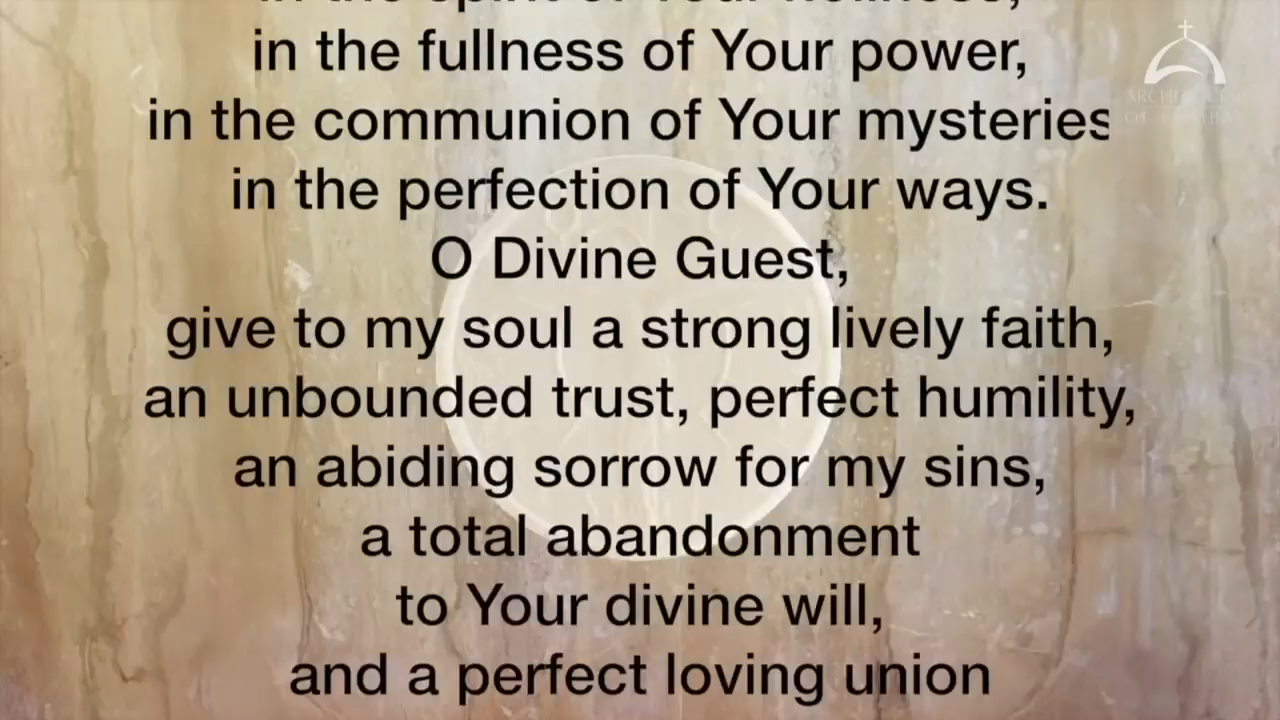 in the fullness of Your power,
in the communion of Your mysteries
in the perfection of Your ways.
O Divine Guest,
give to my soul a strong lively faith,
an unbounded trust, perfect humility,
an abiding sorrow for my sins,
a total abandonment
to Your divine will,
and a perfect loving union